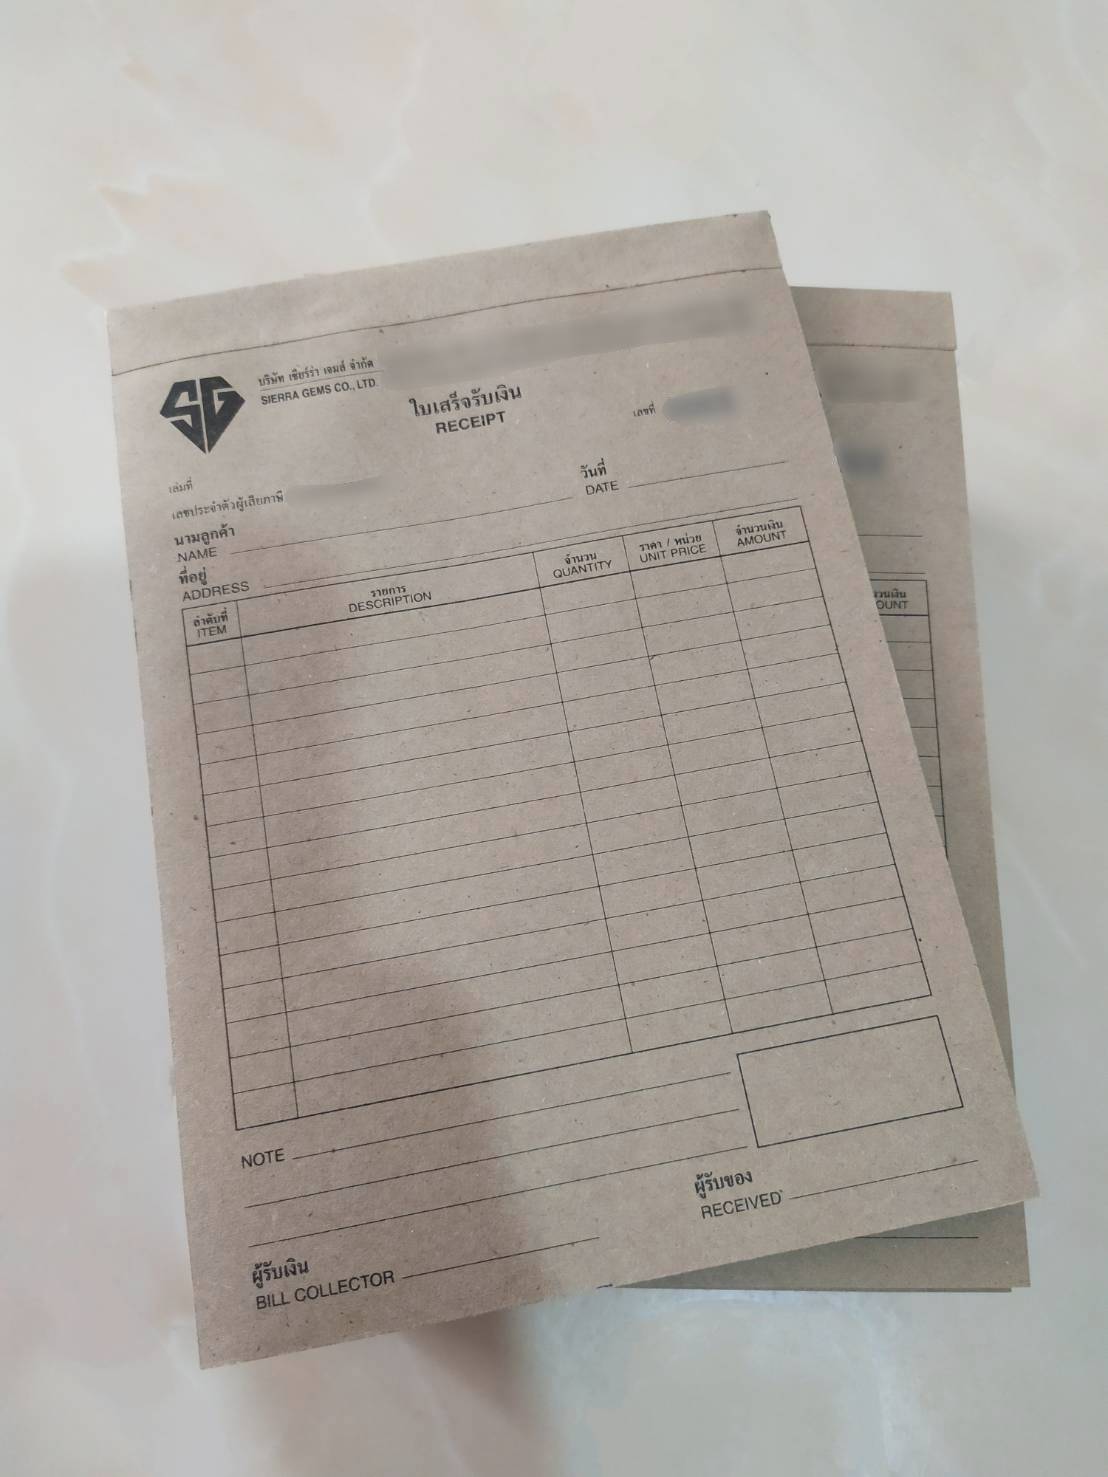 SG
บริษัท เซียร์ร่า เจมส์ จำกัด
SIERRA GEMS CO., LTD.
ใบเสร็จรับเงิน
RECEIPT
เลขที่
เล่มที่
เลขประจำตัวผู้เสียภาษี
วันที่
DATE
นามลูกค้า
NAME
ที่อยู่
ADDRESS
ลำดับที่ รายการ จำนวน ราคา / หน่วย จำนวนเงิน
ITEM DESCRIPTION QUANTITY UNIT PRICE AMOUNT
NOTE
ผู้รับของ
RECEIVED
ผู้รับเงิน
BILL COLLECTOR